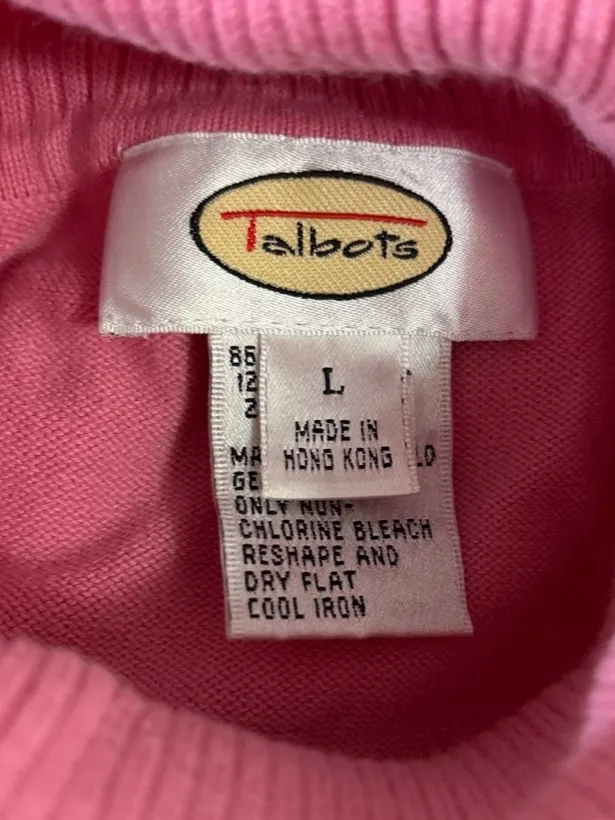 Talbots
L
MADE IN
HONG KONG
ONLY NON-
CHLORINE BLEACH
RESHAPE AND
DRY FLAT
COOL IRON